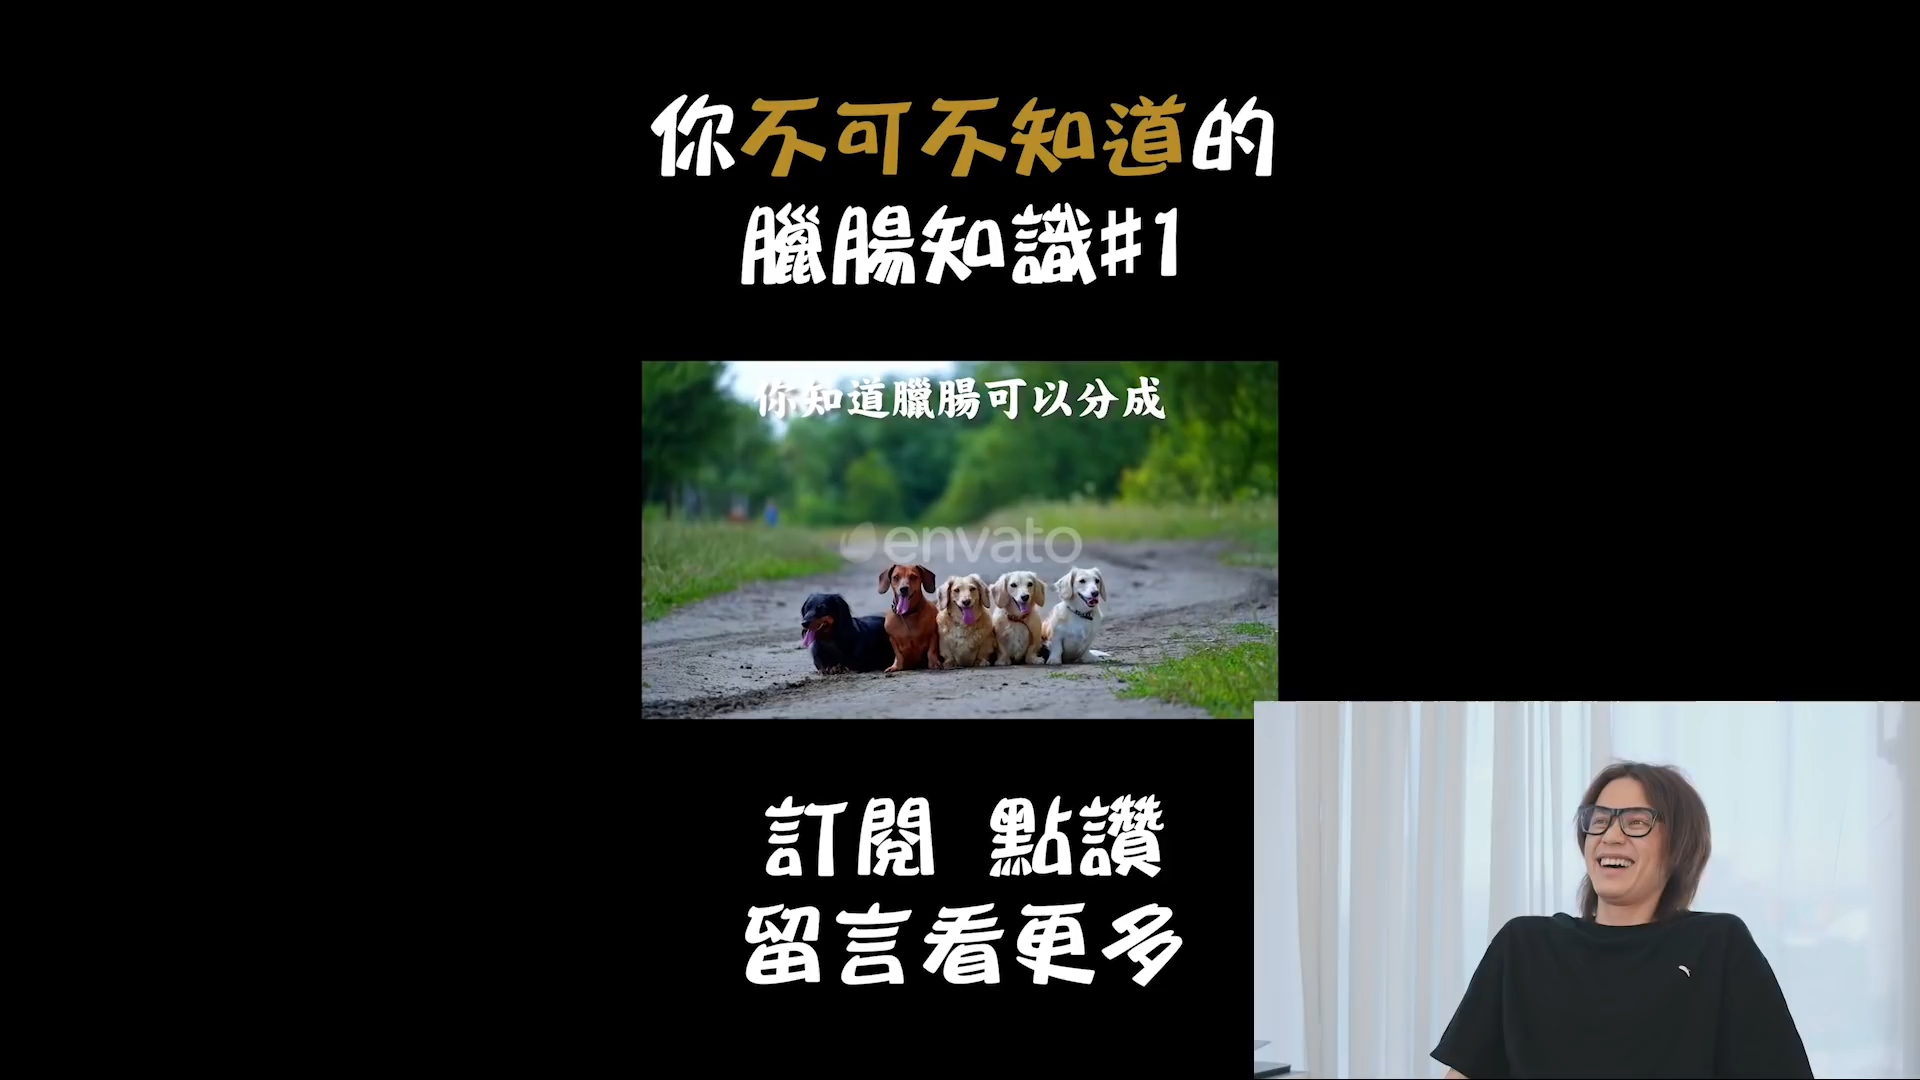 你不可不知道的
臘腸知識#1
你知道臘腸可以分成
envato
訂閱 點讚
留言看更多